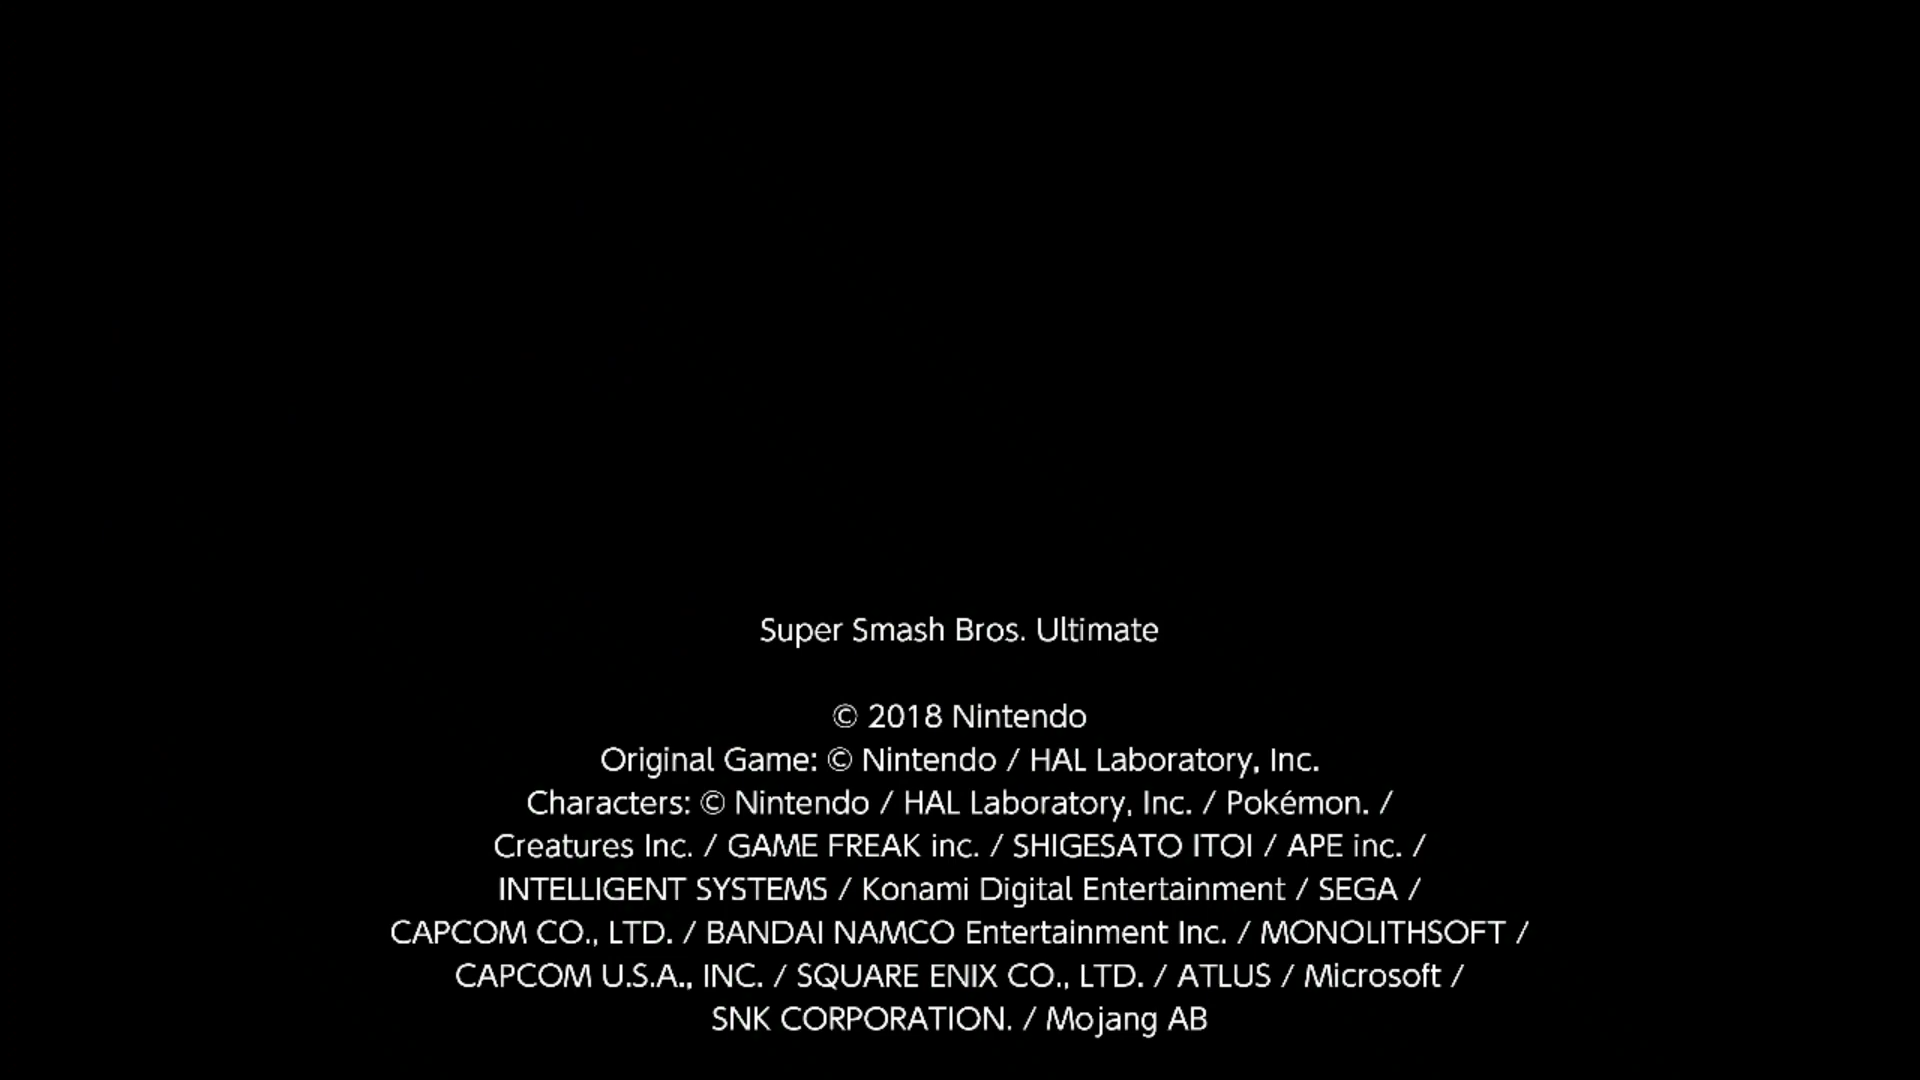 Super Smash Bros. Ultimate
© 2018 Nintendo
Original Game: © Nintendo / HAL Laboratory, Inc.
Characters: © Nintendo / HAL Laboratory, Inc. / Pokémon. /
Creatures Inc. / GAME FREAK inc. / SHIGESATO ITOI / APE inc. /
INTELLIGENT SYSTEMS / Konami Digital Entertainment / SEGA /
CAPCOM CO., LTD. / BANDAI NAMCO Entertainment Inc. / MONOLITHSOFT /
CAPCOM U.S.A., INC. / SQUARE ENIX CO., LTD. / ATLUS / Microsoft /
SNK CORPORATION. / Mojang AB